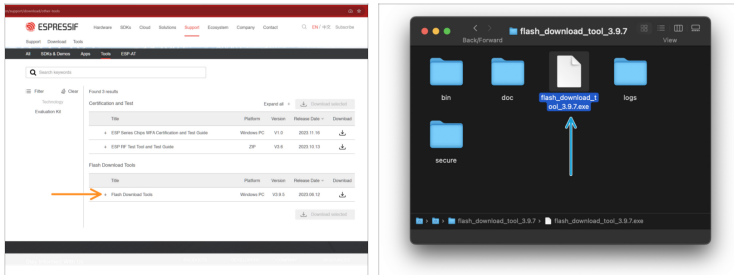 ESPRESSIF
Hardware SDKs Cloud Solutions Support Ecosystem Company Contact EN / 中文 Subscribe
Support Download Tools
All SDKs & Demos Apps Tools ESP-AT
Search keywords
Filter Clear
Technology
Evaluation Kit
Found 5 results
Certification and Test Expand all + Download selected
Title Platform Version Release Date Download
+ ESP Series Chips WFA Certification and Test Guide Windows PC V1.0 2023.11.16
+ ESP RF Test Tool and Test Guide ZIP V3.6 2023.10.13
Flash Download Tools
Title Platform Version Release Date Download
+ Flash Download Tools Windows PC V3.9.5 2023.06.12
Download selected
flash_download_tool_3.9.7
Back/Forward View
bin
doc
flash_download_t
ool_3.9.7.exe
logs
secure
flash_download_tool_3.9.7 › flash_download_tool_3.9.7.exe